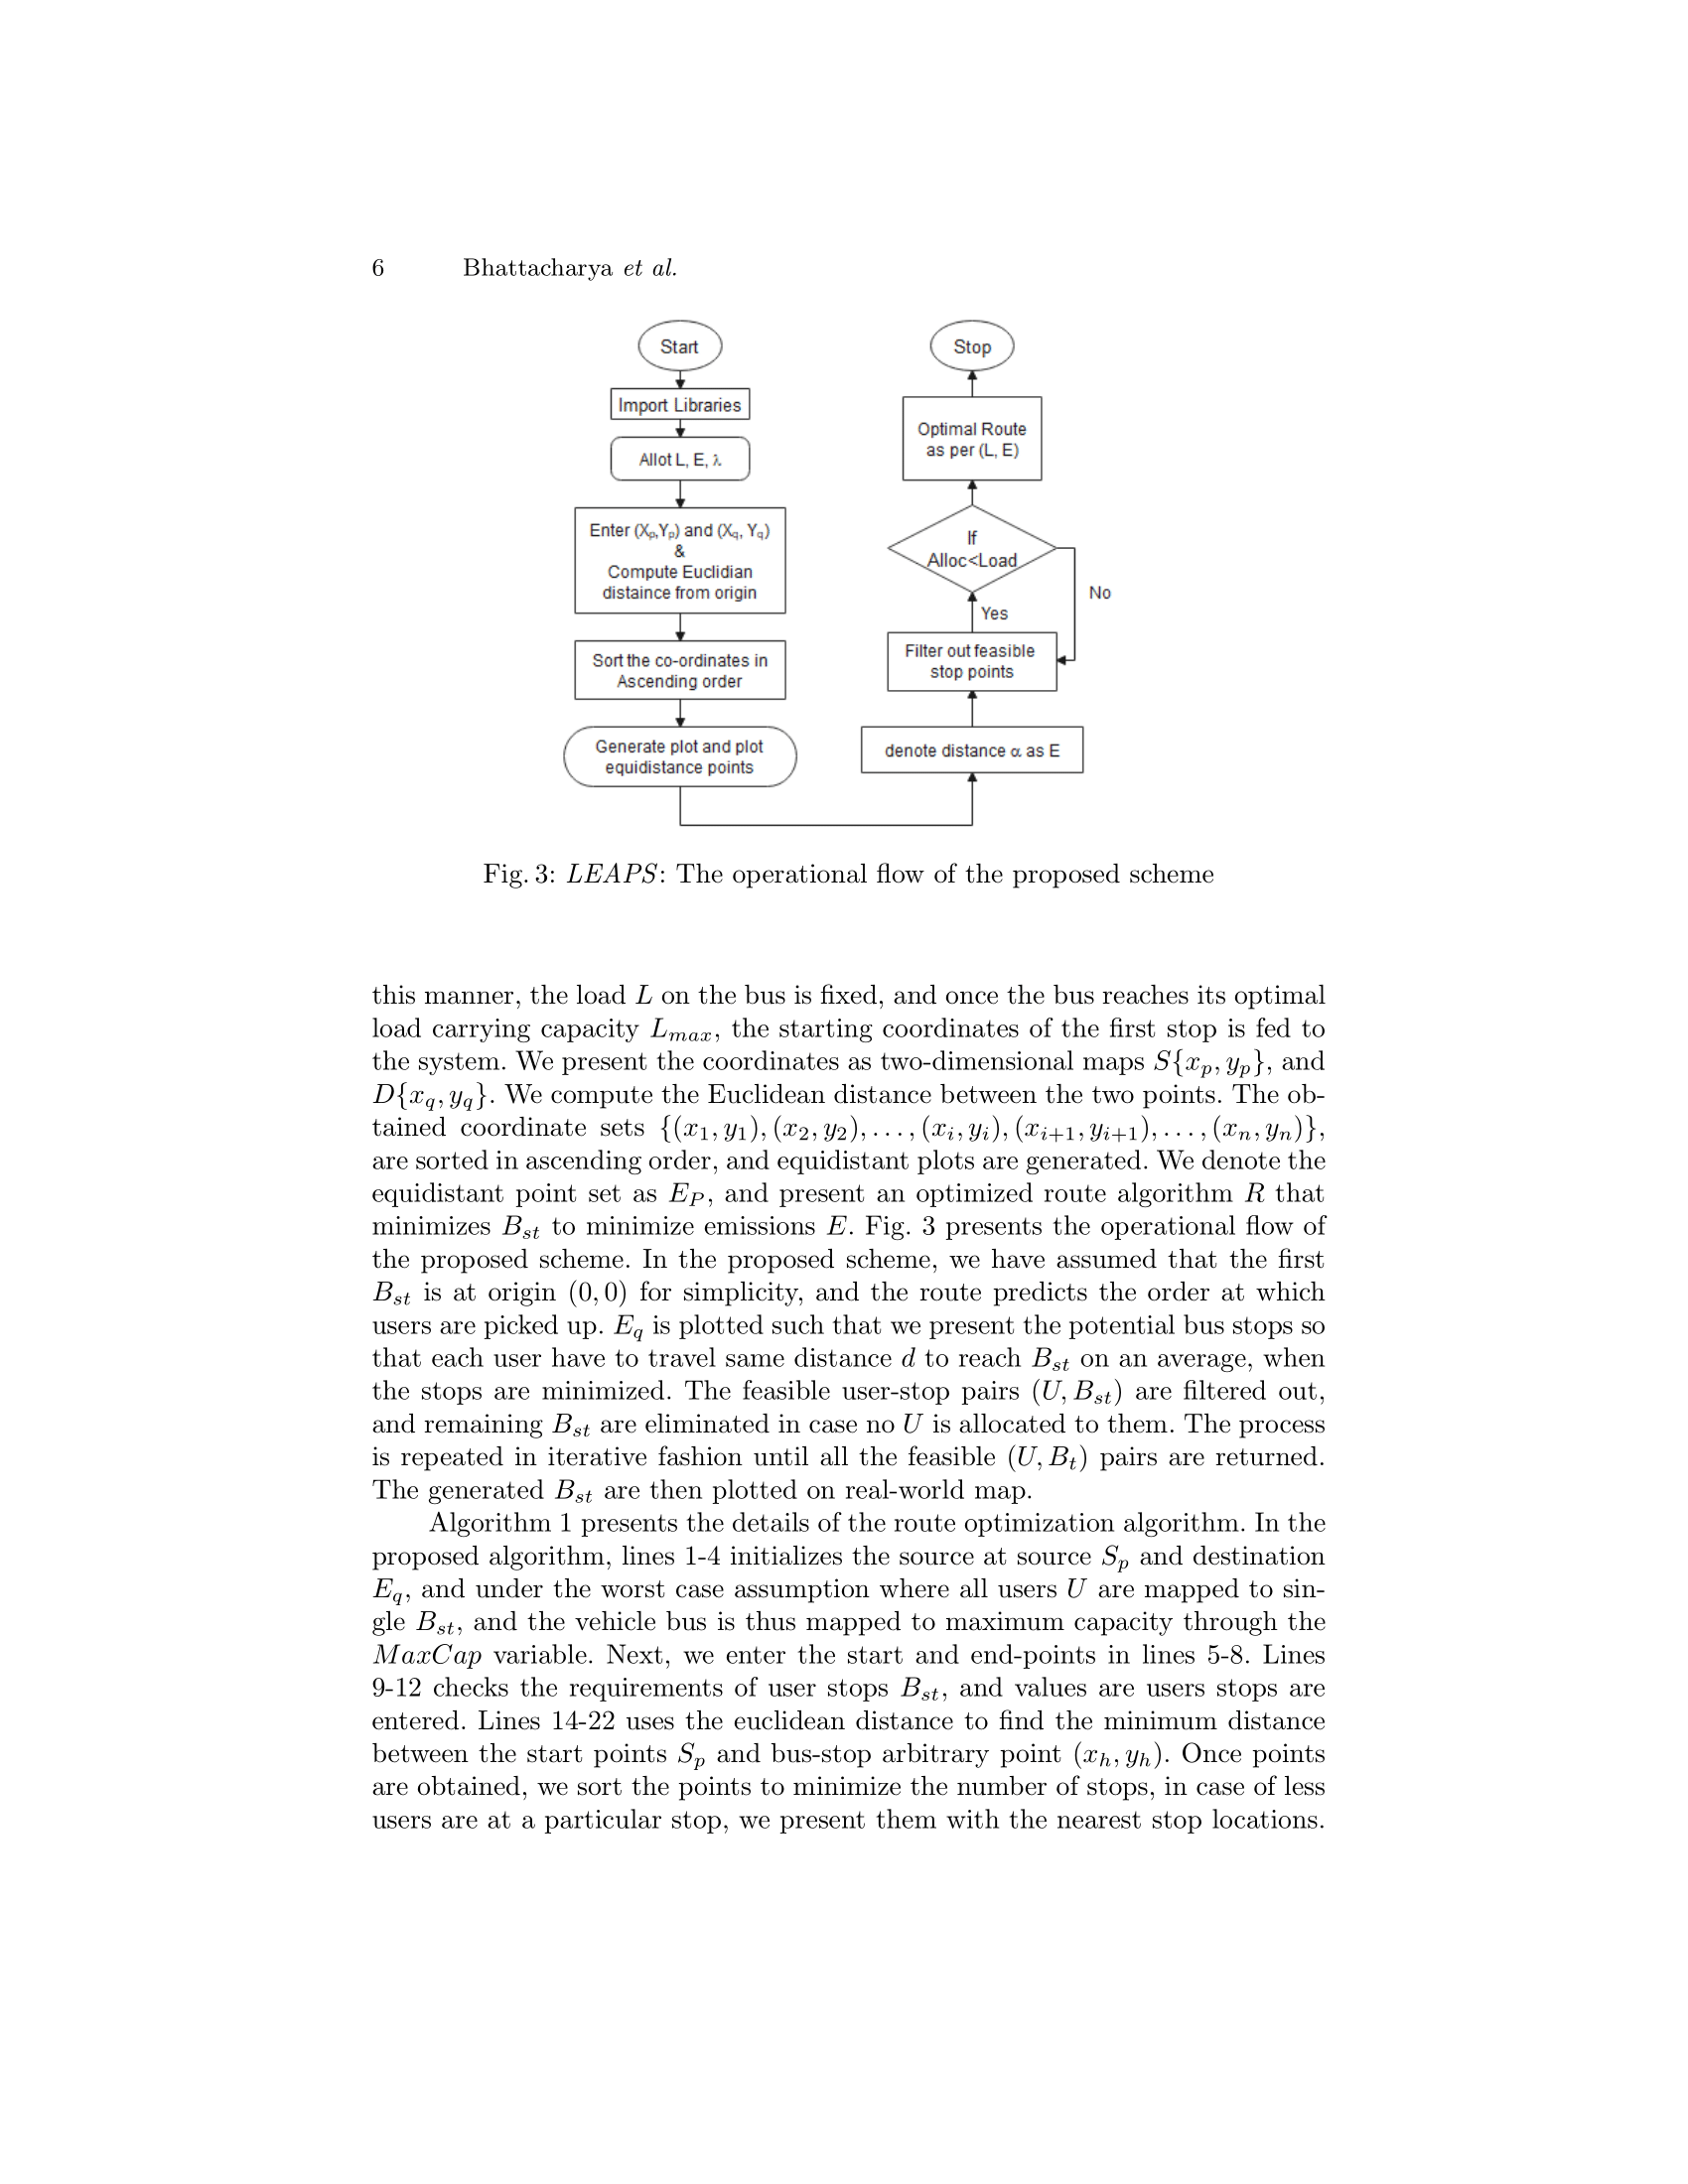 6 Bhattacharya et al.
Start
Import Libraries
Allot L, E, λ
Enter (Xp,Yp) and (Xq, Yq)
&
Compute Euclidian
distaince from origin
Sort the co-ordinates in
Ascending order
Generate plot and plot
equidistance points
Stop
Optimal Route
as per (L, E)
If
Alloc<Load
No
Yes
Filter out feasible
stop points
denote distance α as E
Fig. 3: LEAPS: The operational flow of the proposed scheme
this manner, the load L on the bus is fixed, and once the bus reaches its optimal
load carrying capacity L_{max}, the starting coordinates of the first stop is fed to
the system. We present the coordinates as two-dimensional maps S{x_p, y_p}, and
D{x_q, y_q}. We compute the Euclidean distance between the two points. The ob-
tained coordinate sets {(x_1, y_1), (x_2, y_2), . . . , (x_i, y_i), (x_{i+1}, y_{i+1}), . . . , (x_n, y_n)},
are sorted in ascending order, and equidistant plots are generated. We denote the
equidistant point set as E_P, and present an optimized route algorithm R that
minimizes B_{st} to minimize emissions E. Fig. 3 presents the operational flow of
the proposed scheme. In the proposed scheme, we have assumed that the first
B_{st} is at origin (0, 0) for simplicity, and the route predicts the order at which
users are picked up. E_q is plotted such that we present the potential bus stops so
that each user have to travel same distance d to reach B_{st} on an average, when
the stops are minimized. The feasible user-stop pairs (U, B_{st}) are filtered out,
and remaining B_{st} are eliminated in case no U is allocated to them. The process
is repeated in iterative fashion until all the feasible (U, B_t) pairs are returned.
The generated B_{st} are then plotted on real-world map.
Algorithm 1 presents the details of the route optimization algorithm. In the
proposed algorithm, lines 1-4 initializes the source at source S_p and destination
E_q, and under the worst case assumption where all users U are mapped to sin-
gle B_{st}, and the vehicle bus is thus mapped to maximum capacity through the
MaxCap variable. Next, we enter the start and end-points in lines 5-8. Lines
9-12 checks the requirements of user stops B_{st}, and values are users stops are
entered. Lines 14-22 uses the euclidean distance to find the minimum distance
between the start points S_p and bus-stop arbitrary point (x_h, y_h). Once points
are obtained, we sort the points to minimize the number of stops, in case of less
users are at a particular stop, we present them with the nearest stop locations.